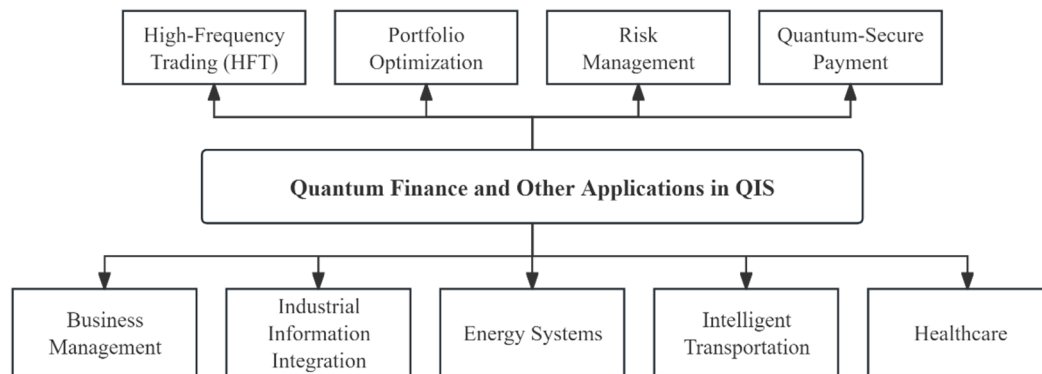 High-Frequency
Trading (HFT)
Portfolio
Optimization
Risk
Management
Quantum-Secure
Payment
Quantum Finance and Other Applications in QIS
Business
Management
Industrial
Information
Integration
Energy Systems
Intelligent
Transportation
Healthcare